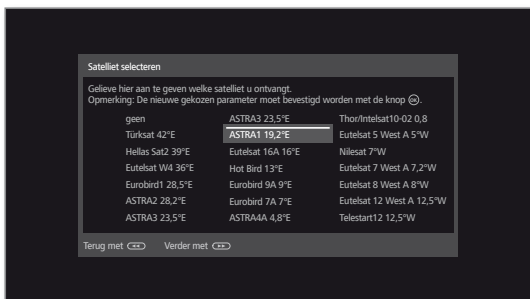 Satelliet selecteren
Gelieve hier aan te geven welke satelliet u ontvangt.
Opmerking: De nieuwe gekozen parameter moet bevestigd worden met de knop OK.
geen ASTRA3 23,5°E Thor/Intelsat10-02 0,8
Türksat 42°E ASTRA1 19,2°E Eutelsat 5 West A 5°W
Hellas Sat2 39°E Eutelsat 16A 16°E Nilesat 7°W
Eutelsat W4 36°E Hot Bird 13°E Eutelsat 7 West A 7,2°W
Eurobird1 28,5°E Eurobird 9A 9°E Eutelsat 8 West A 8°W
ASTRA2 28,2°E Eurobird 7A 7°E Eutelsat 12 West A 12,5°W
ASTRA3 23,5°E ASTRA4A 4,8°E Telestart12 12,5°W
Terug met Verder met